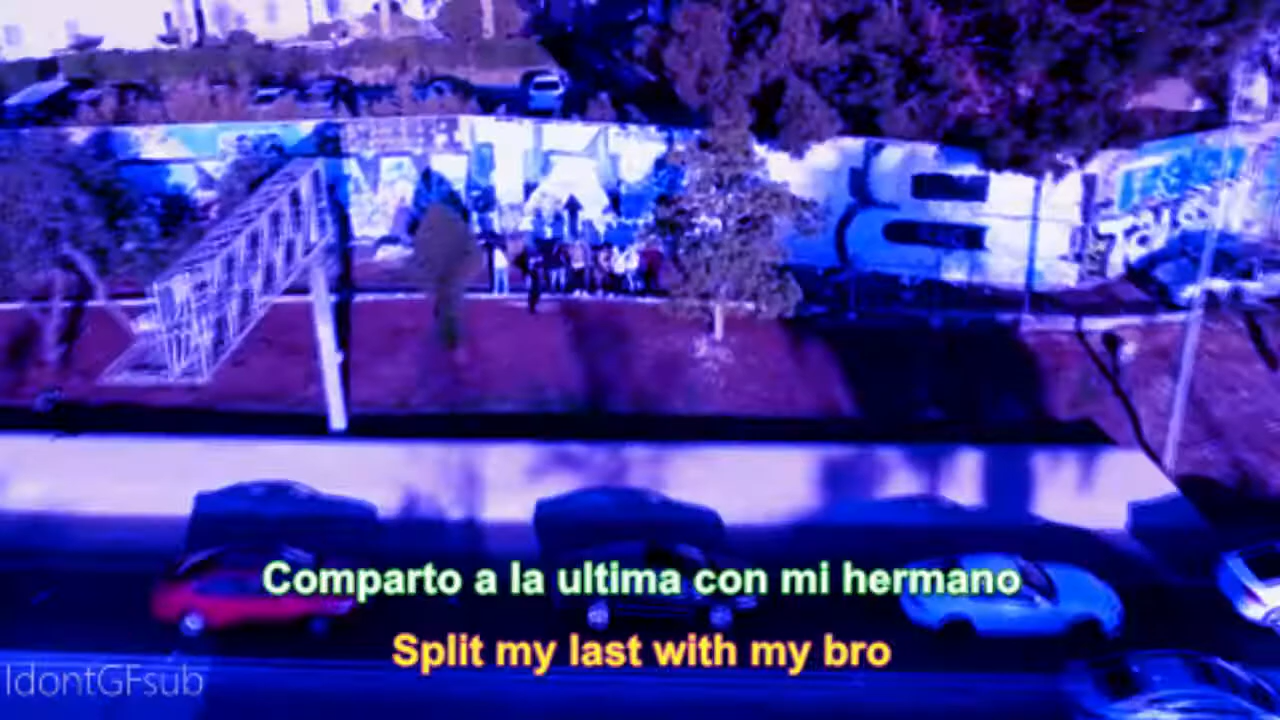 Comparto a la ultima con mi hermano
Split my last with my bro
IdontGFsub